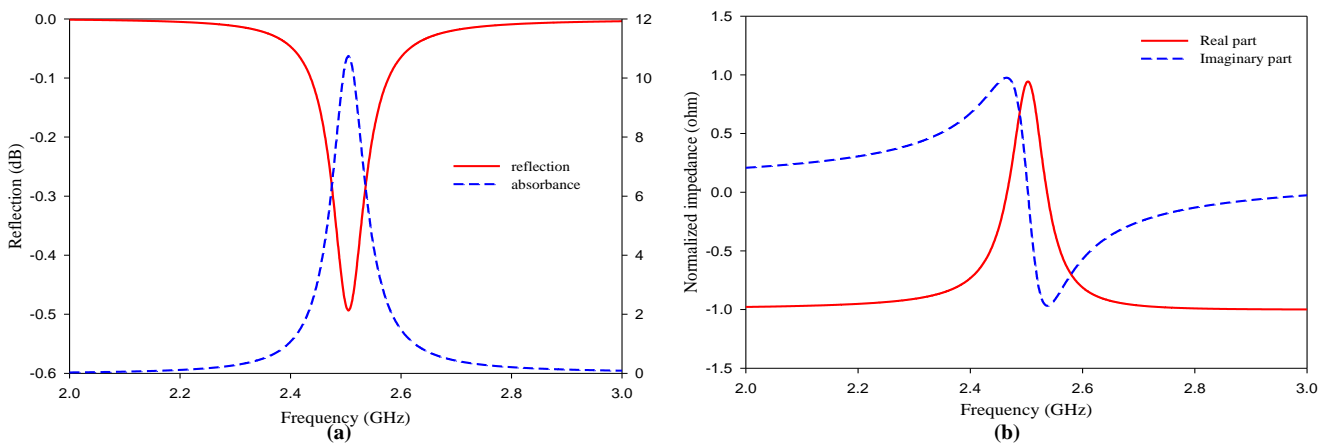 0.0
-0.1
-0.2
-0.3
-0.4
-0.5
-0.6
Reflection (dB)
12
10
8
6
4
2
0
reflection
absorbance
2.0 2.2 2.4 2.6 2.8 3.0
Frequency (GHz)
(a)
1.5
1.0
0.5
0.0
-0.5
-1.0
-1.5
Normalized impedance (ohm)
Real part
Imaginary part
2.0 2.2 2.4 2.6 2.8 3.0
Frequency (GHz)
(b)